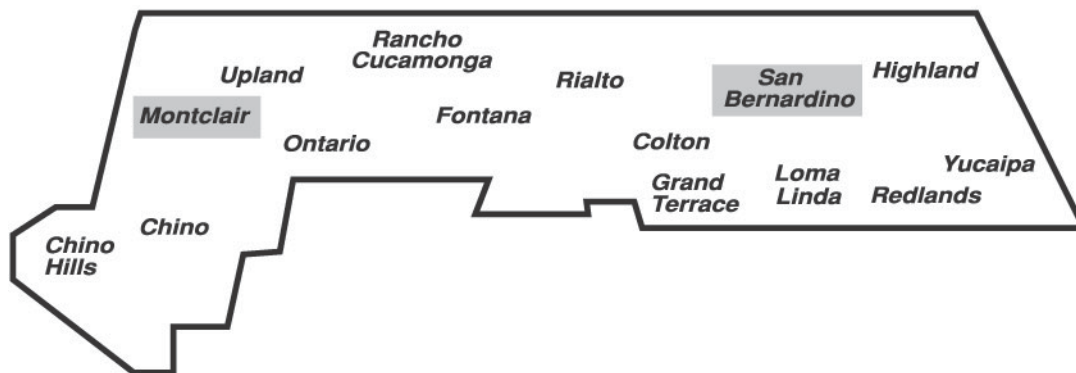 Rancho
Cucamonga
Upland
Rialto
San
Bernardino
Highland
Montclair
Fontana
Ontario
Colton
Yucaipa
Grand
Terrace
Loma
Linda
Redlands
Chino
Chino
Hills